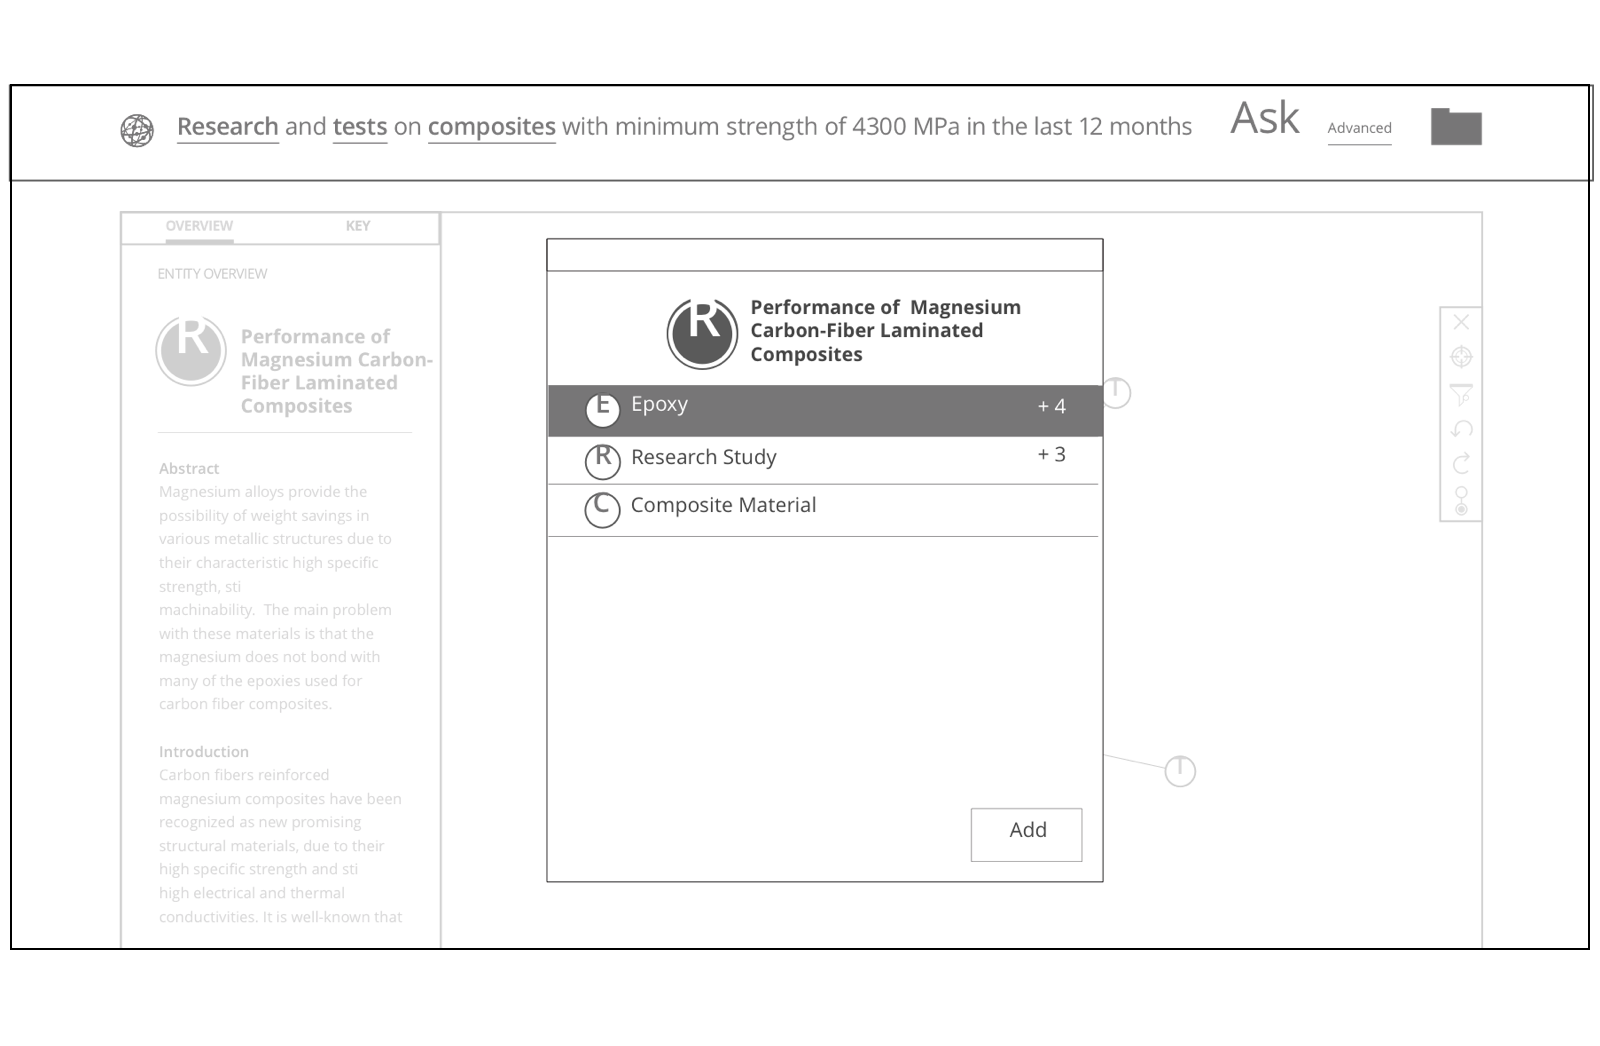 Research and tests on composites with minimum strength of 4300 MPa in the last 12 months
Ask
Advanced
OVERVIEW
KEY
ENTITY OVERVIEW
R
Performance of
Magnesium Carbon-
Fiber Laminated
Composites
Abstract
Magnesium alloys provide the
possibility of weight savings in
various metallic structures due to
their characteristic high specific
strength, sti
machinability.  The main problem
with these materials is that the
magnesium does not bond with
many of the epoxies used for
carbon fiber composites.
Introduction
Carbon fibers reinforced
magnesium composites have been
recognized as new promising
structural materials, due to their
high specific strength and sti
high electrical and thermal
conductivities. It is well-known that
R
Performance of  Magnesium
Carbon-Fiber Laminated
Composites
E Epoxy + 4
R Research Study + 3
C Composite Material
Add
T
T